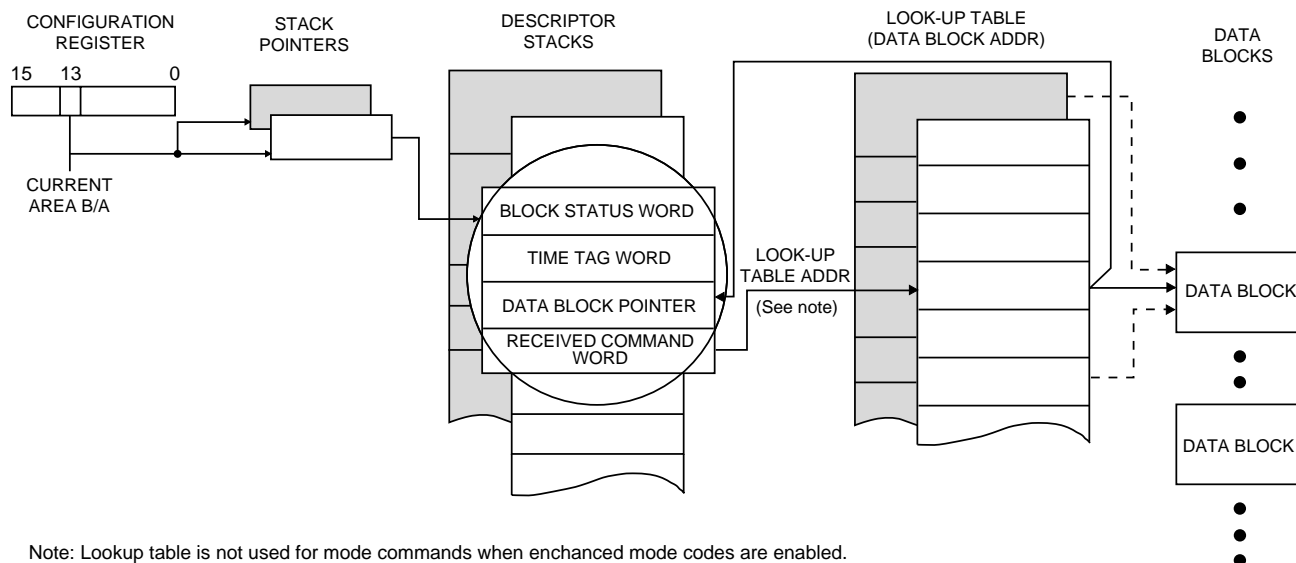 CONFIGURATION
REGISTER
15 13 0
CURRENT
AREA B/A
STACK
POINTERS
DESCRIPTOR
STACKS
BLOCK STATUS WORD
TIME TAG WORD
DATA BLOCK POINTER
RECEIVED COMMAND
WORD
LOOK-UP
TABLE ADDR
(See note)
LOOK-UP TABLE
(DATA BLOCK ADDR)
DATA
BLOCKS
DATA BLOCK
DATA BLOCK
Note: Lookup table is not used for mode commands when enchanced mode codes are enabled.